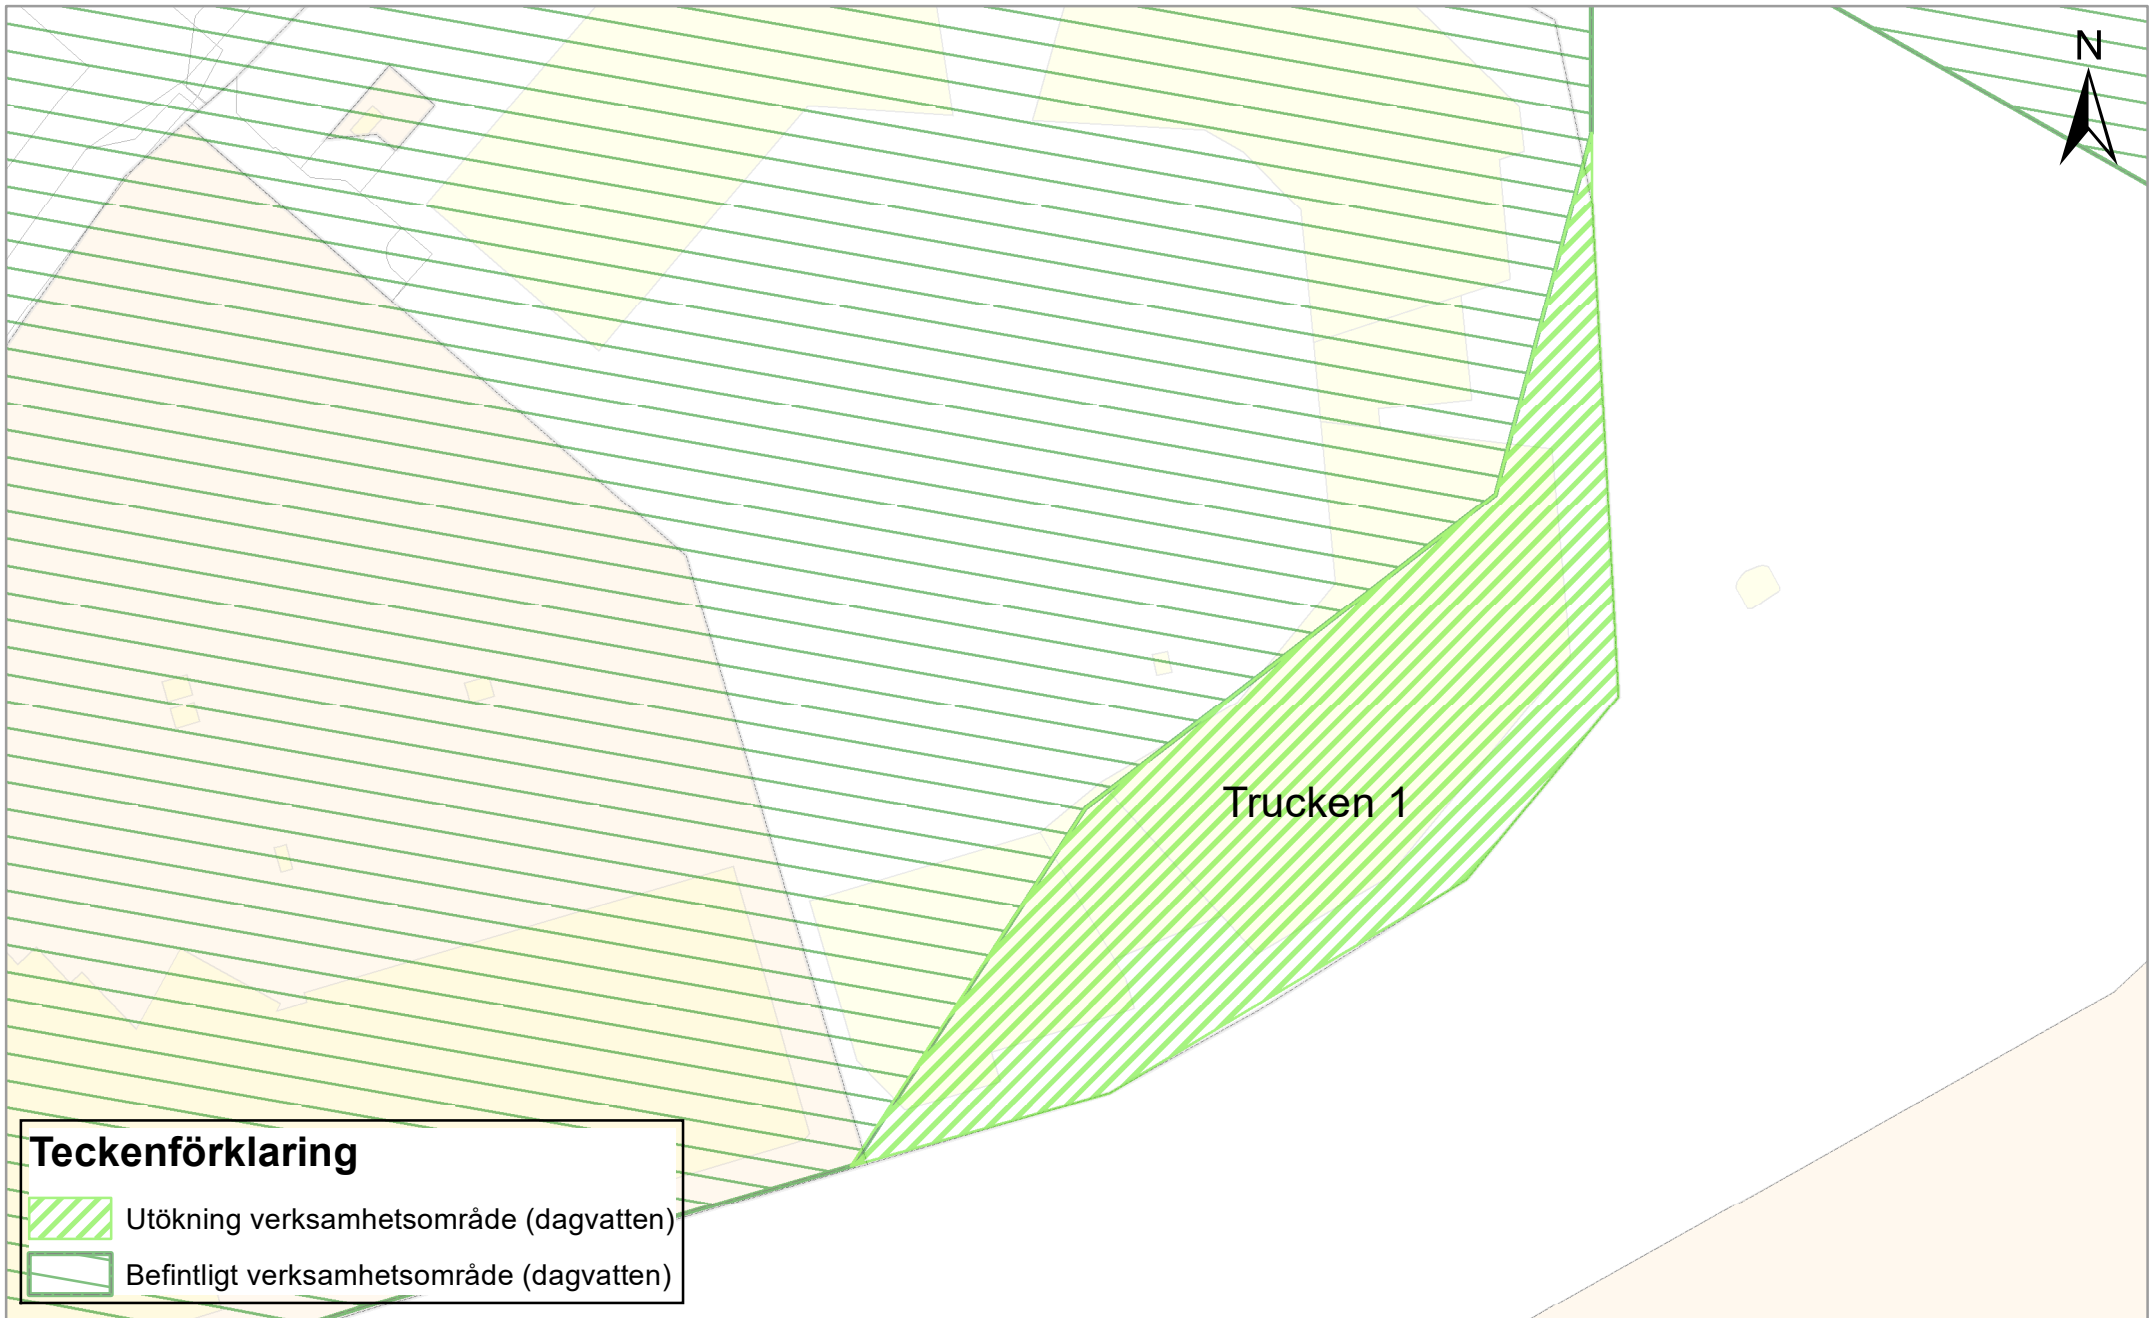 N
Trucken 1
Teckenförklaring
Utökning verksamhetsområde (dagvatten)
Befintligt verksamhetsområde (dagvatten)